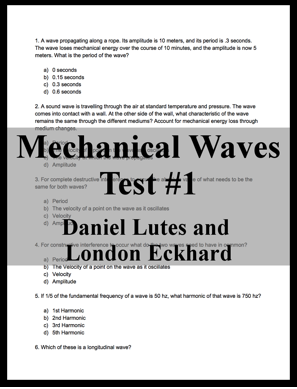 1. A wave propagating along a rope. Its amplitude is 10 meters, and its period is .3 seconds.
The wave loses mechanical energy over the course of 10 minutes, and the amplitude is now 5
meters. What is the period of the wave?
a) 0 seconds
b) 0.15 seconds
c) 0.3 seconds
d) 0.6 seconds
2. A sound wave is travelling through the air at standard temperature and pressure. The wave
comes into contact with a wall. At the other side of the wall, what characteristic of the wave
remains the same through the different mediums? Account for mechanical energy loss through
medium changes.
Mechanical Waves
d) Amplitude
Test #1
3. For complete destructive of what needs to be the
same for both waves?
a) Period
b) The velocity of a point on the wave as it oscillates
c) Velocity
d)
Daniel Lutes and
4. For constructive interference to occur what do have in common?
London Eckhard
a) Period
b) The Velocity of a point on the wave as it oscillates
c) Velocity
d) Amplitude
5. If 1/5 of the fundamental frequency of a wave is 50 hz, what harmonic of that wave is 750 hz?
a) 1st Harmonic
b) 2nd Harmonic
c) 3rd Harmonic
d) 5th Harmonic
6. Which of these is a longitudinal wave?